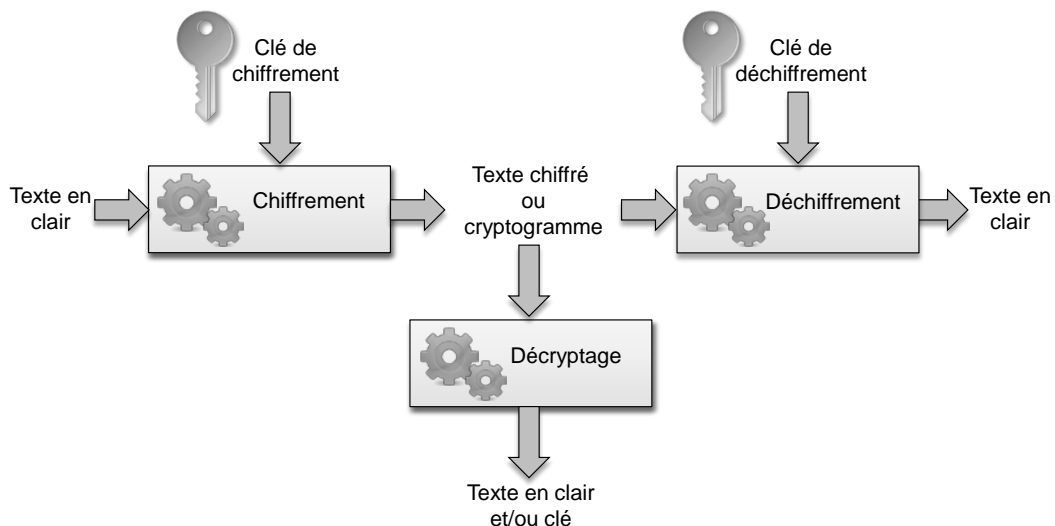 Clé de
chiffrement
Clé de
déchiffrement
Texte en
clair
Chiffrement
Texte chiffré
ou
cryptogramme
Déchiffrement
Texte en
clair
Décryptage
Texte en clair
et/ou clé